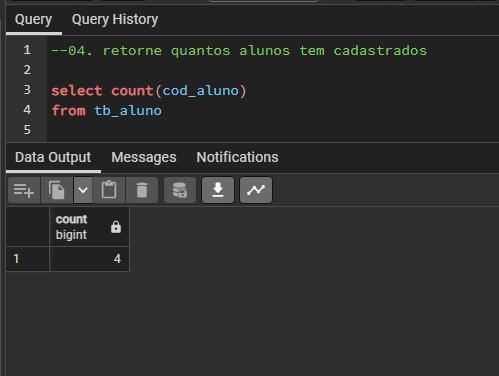 Query Query History
1 --04. retorne quantos alunos tem cadastrados
2
3 select count(cod_aluno)
4 from tb_aluno
5
Data Output Messages Notifications
count
bigint
1 4